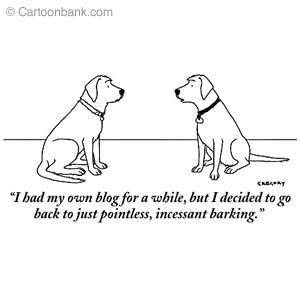 © Cartoonbank.com
GREGORY
"I had my own blog for a while, but I decided to go
back to just pointless, incessant barking."